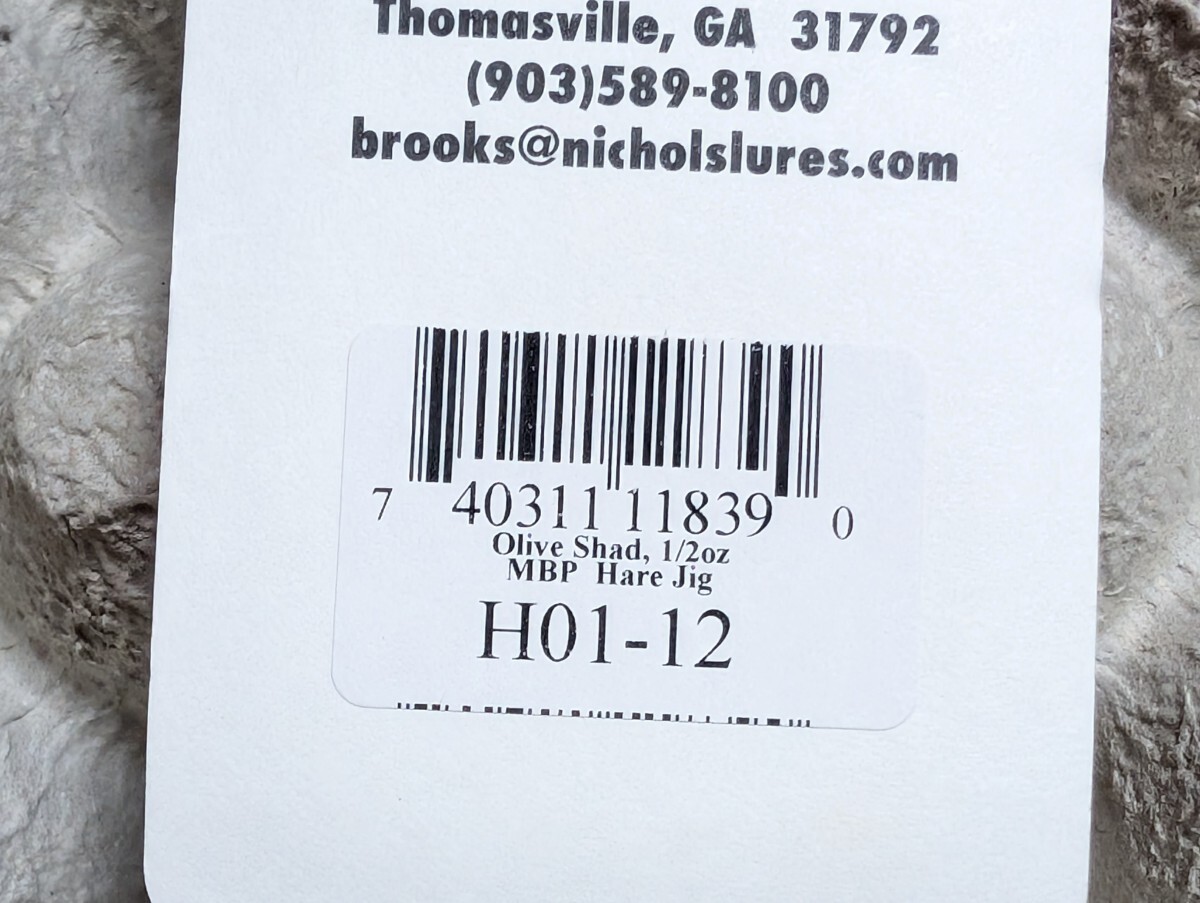 Thomasville, GA 31792
(903)589-8100
brooks@nicholslures.com
7 40311 11839 0
Olive Shad, 1/2oz
MBP Hare Jig
H01-12